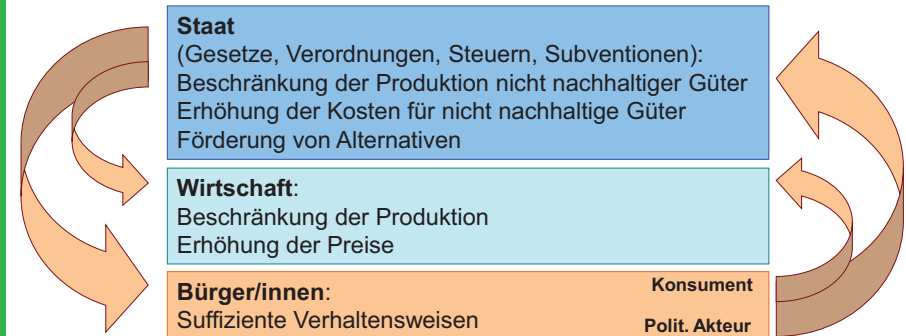 Staat
(Gesetze, Verordnungen, Steuern, Subventionen):
Beschränkung der Produktion nicht nachhaltiger Güter
Erhöhung der Kosten für nicht nachhaltige Güter
Förderung von Alternativen
Wirtschaft:
Beschränkung der Produktion
Erhöhung der Preise
Bürger/innen:
Suffiziente Verhaltensweisen
Konsument
Polit. Akteur